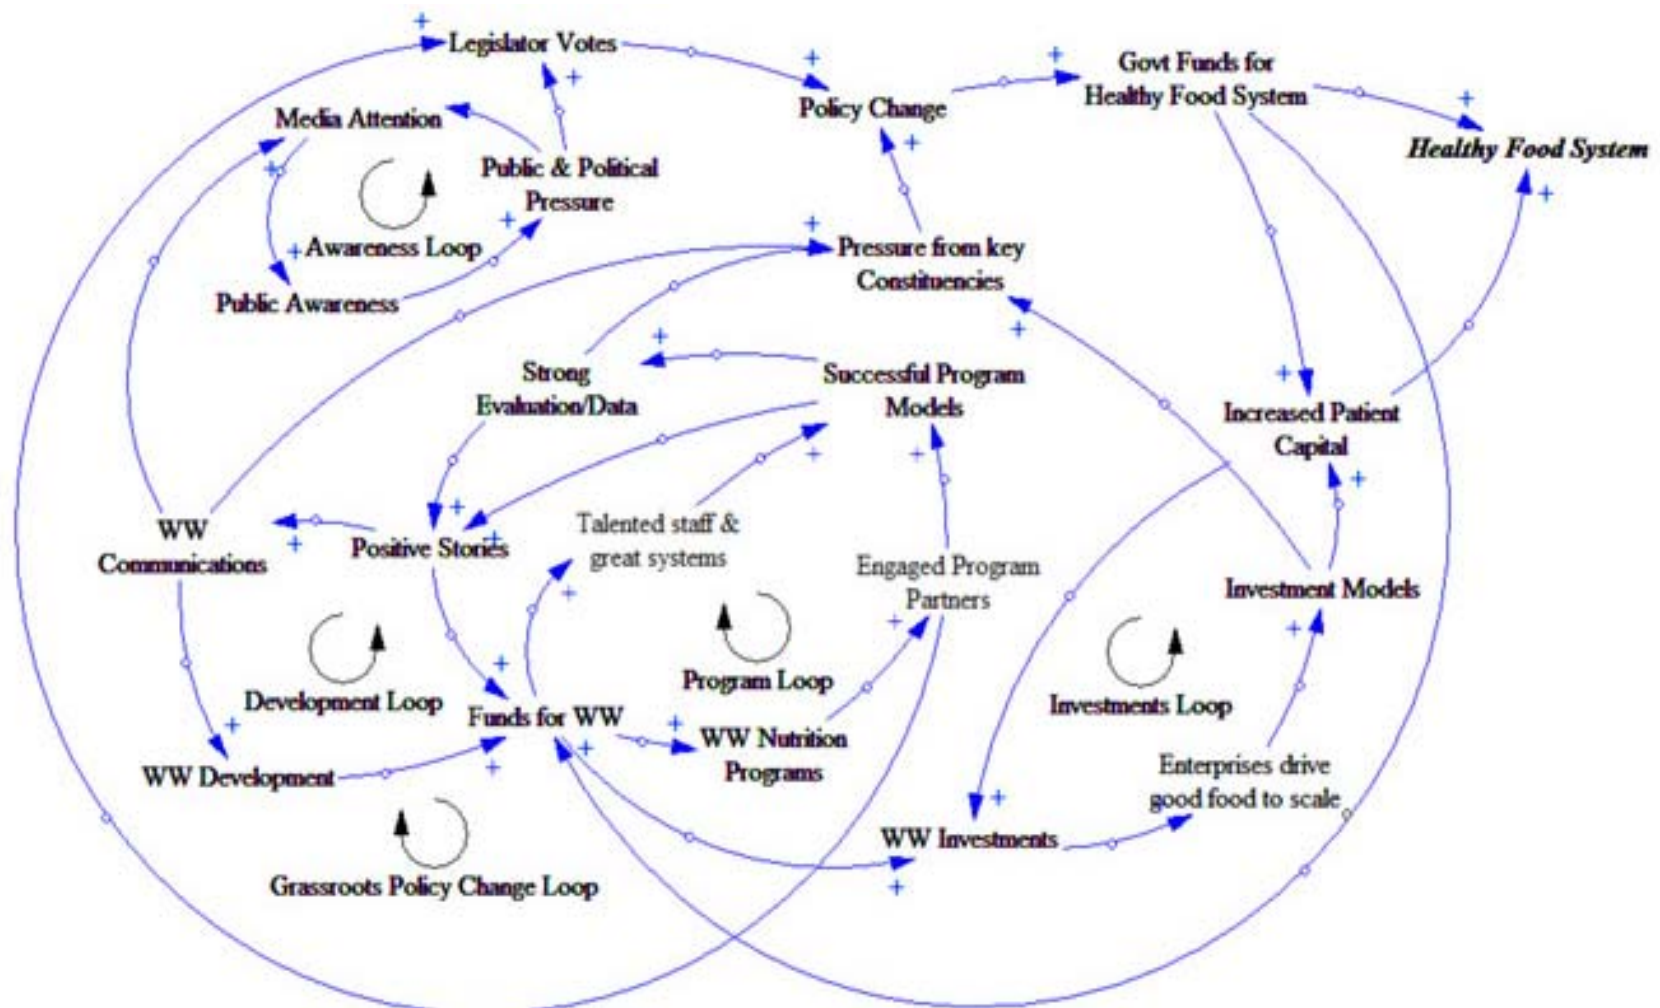 Legislator Votes
Govt Funds for
Healthy Food System
Policy Change
Media Attention
Healthy Food System
Public & Political
Pressure
Awareness Loop
Pressure from key
Constituencies
Public Awareness
Strong
Evaluation/Data
Successful Program
Models
Increased Patient
Capital
WW
Communications
Positive Stories
Talented staff &
great systems
Engaged Program
Partners
Investment Models
Development Loop
Program Loop
Investments Loop
Funds for WW
WW Nutrition
Programs
WW Development
Enterprises drive
good food to scale
WW Investments
Grassroots Policy Change Loop